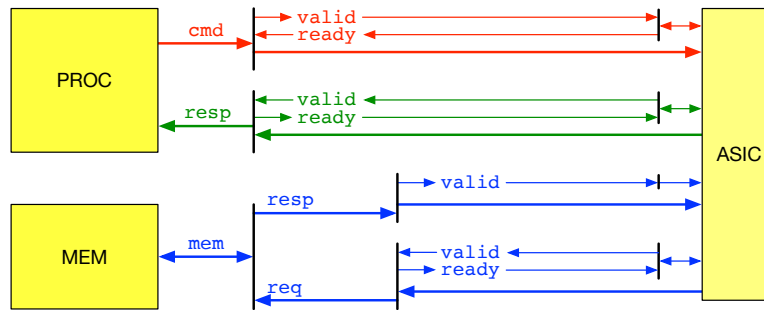 cmd
valid
ready
PROC
resp
valid
ready
ASIC
resp
valid
MEM
mem
valid
ready
req